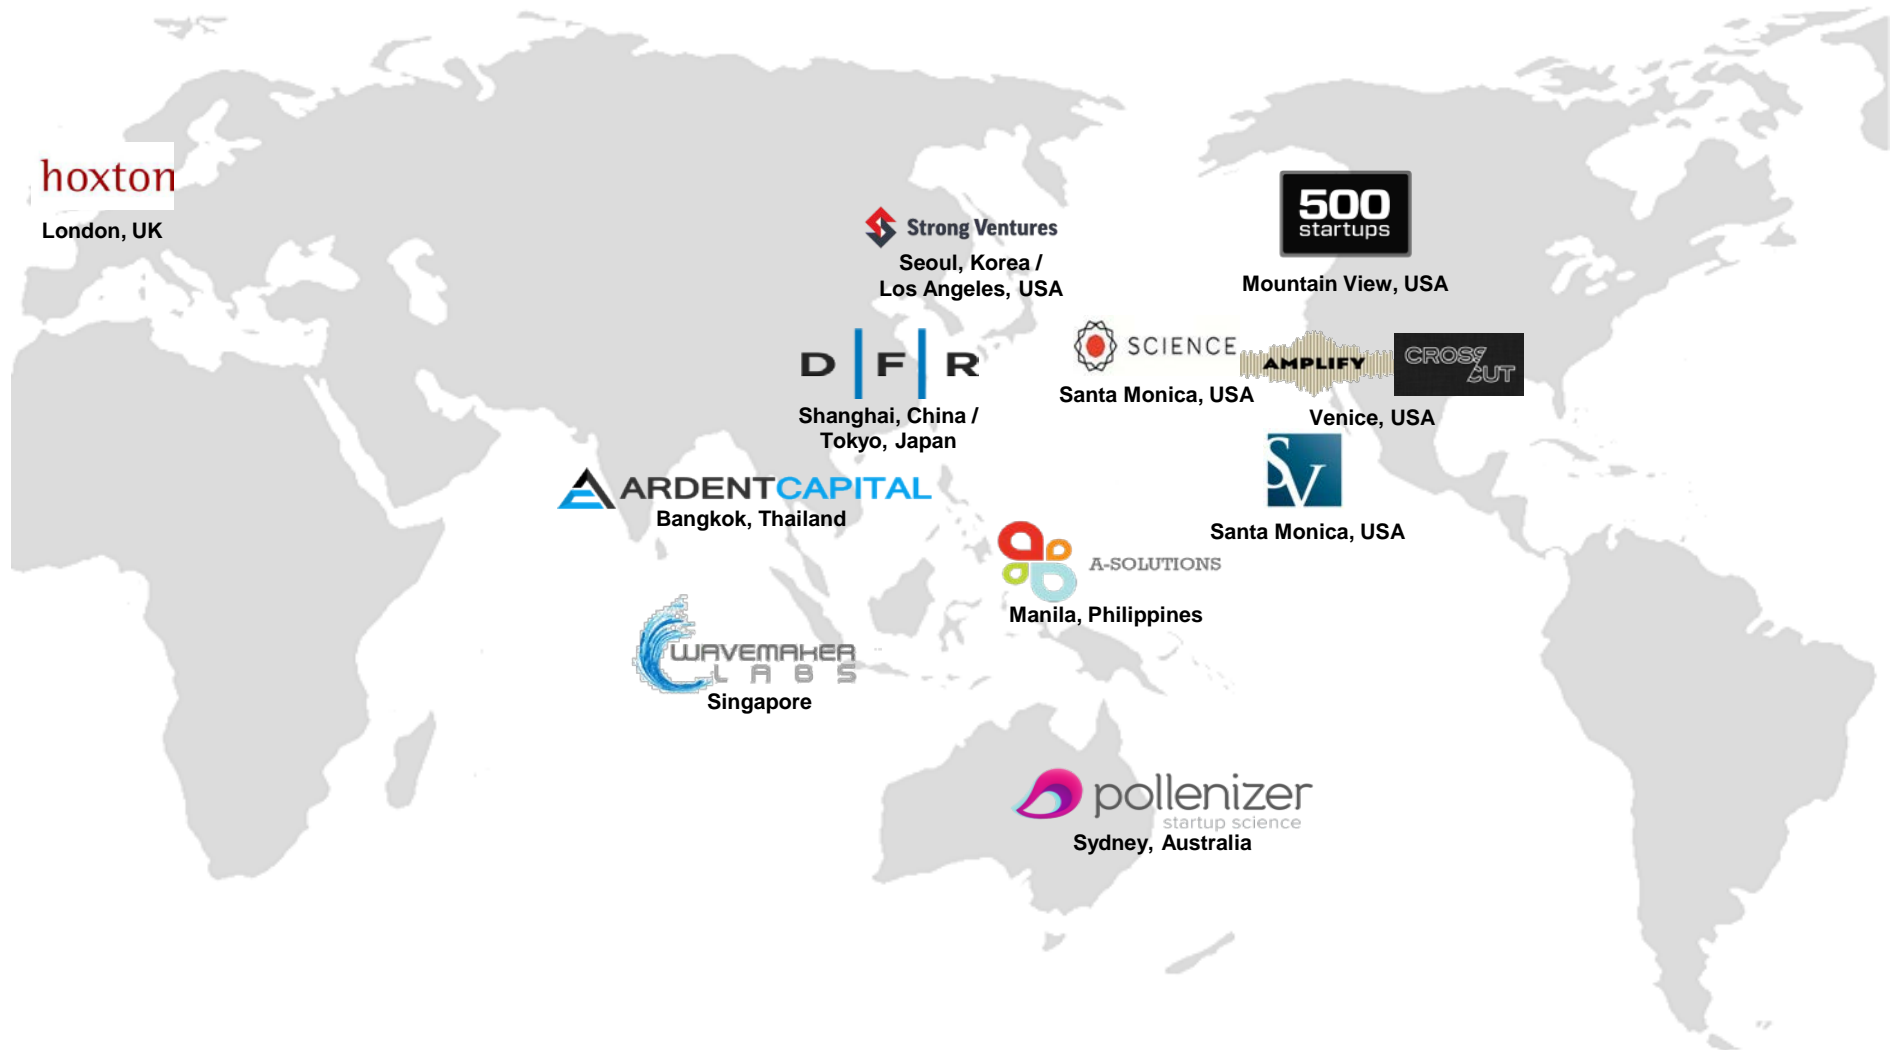 hoxton
London, UK
Strong Ventures
Seoul, Korea /
Los Angeles, USA
500
startups
Mountain View, USA
D F R
Shanghai, China /
Tokyo, Japan
SCIENCE
Santa Monica, USA
AMPLIFY
CROSS
CUT
Venice, USA
ARDENTCAPITAL
Bangkok, Thailand
SV
Santa Monica, USA
A-SOLUTIONS
Manila, Philippines
WAVEMAKER
LABS
Singapore
pollenizer
startup science
Sydney, Australia